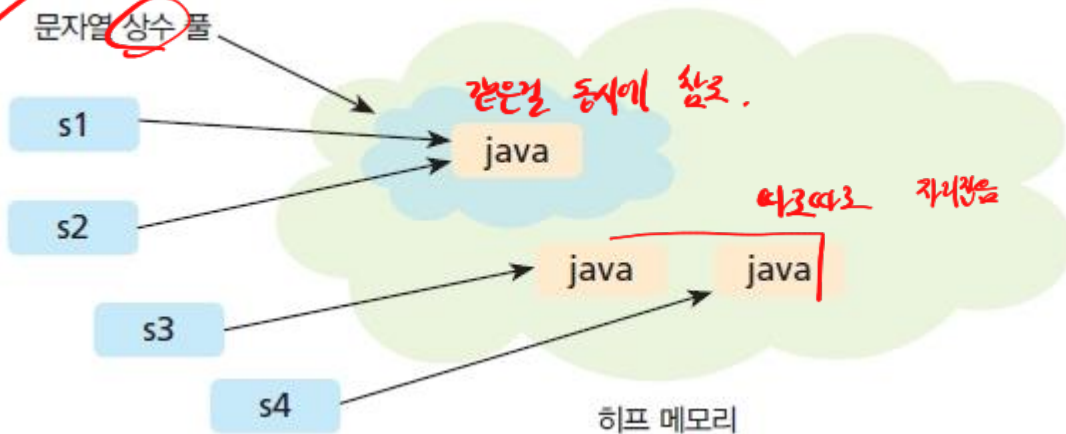 문자열 상수 풀
같은걸 동시에 참조.
s1
java
s2
따로따로 자리잡음
java
java
s3
s4
히프 메모리